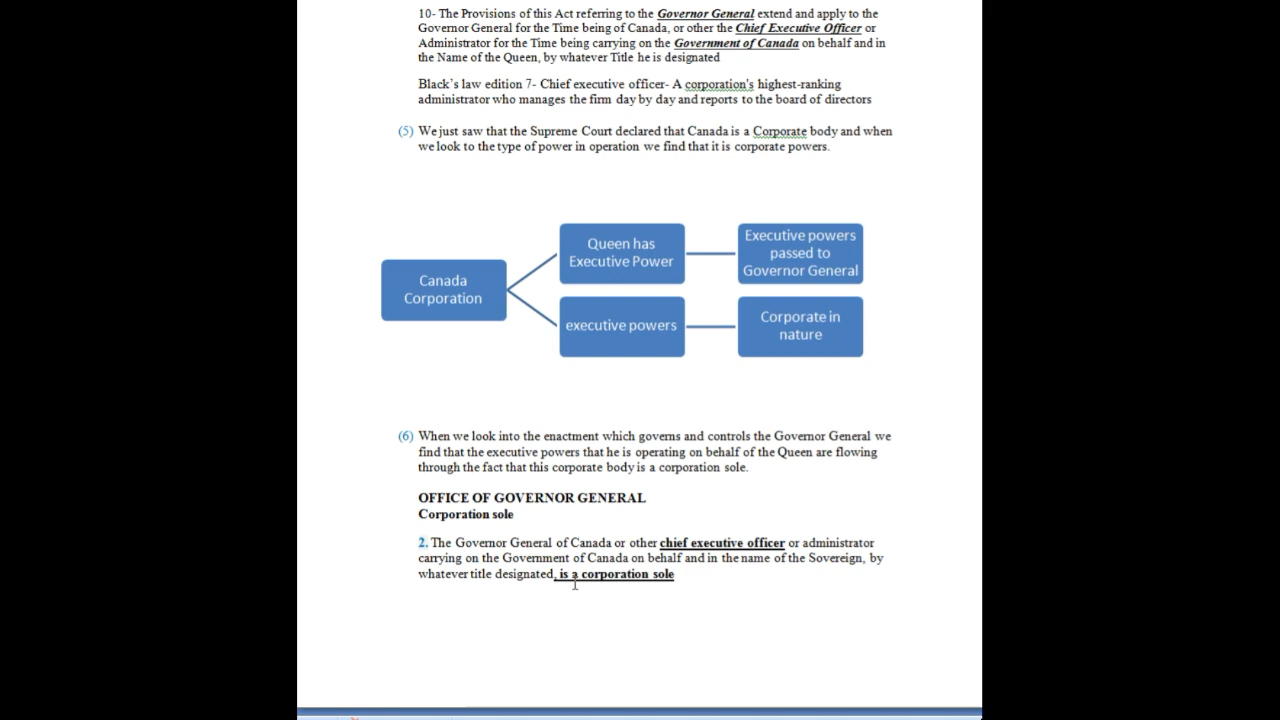 10- The Provisions of this Act referring to the Governor General extend and apply to the
Governor General for the Time being of Canada, or other the Chief Executive Officer or
Administrator for the Time being carrying on the Government of Canada on behalf and in
the Name of the Queen, by whatever Title he is designated
Black's law edition 7- Chief executive officer- A corporation's highest-ranking
administrator who manages the firm day by day and reports to the board of directors
(5) We just saw that the Supreme Court declared that Canada is a Corporate body and when
we look to the type of power in operation we find that it is corporate powers.
Canada
Corporation
Queen has
Executive Power
Executive powers
passed to
Governor General
executive powers
Corporate in
nature
(6) When we look into the enactment which governs and controls the Governor General we
find that the executive powers that he is operating on behalf of the Queen are flowing
through the fact that this corporate body is a corporation sole.
OFFICE OF GOVERNOR GENERAL
Corporation sole
2. The Governor General of Canada or other chief executive officer or administrator
carrying on the Government of Canada on behalf and in the name of the Sovereign, by
whatever title designated, is a corporation sole